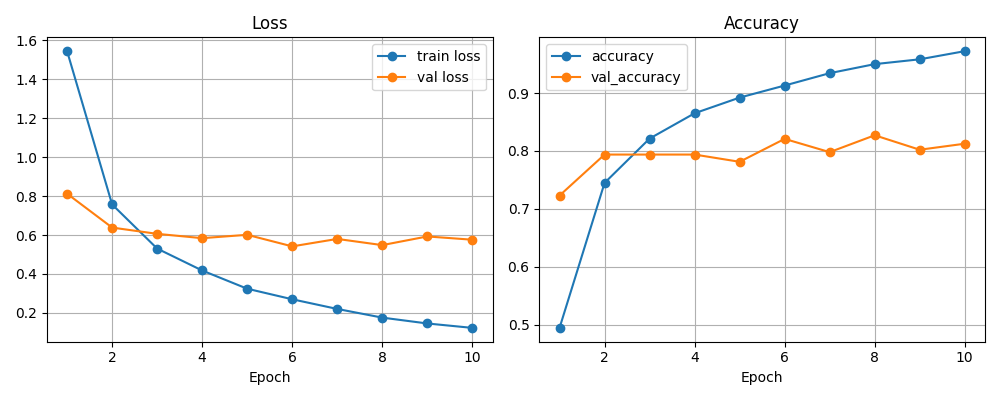 Loss
1.6
1.4
1.2
1.0
0.8
0.6
0.4
0.2
train loss
val loss
2 4 6 8 10
Epoch
Accuracy
0.9
0.8
0.7
0.6
0.5
accuracy
val_accuracy
2 4 6 8 10
Epoch